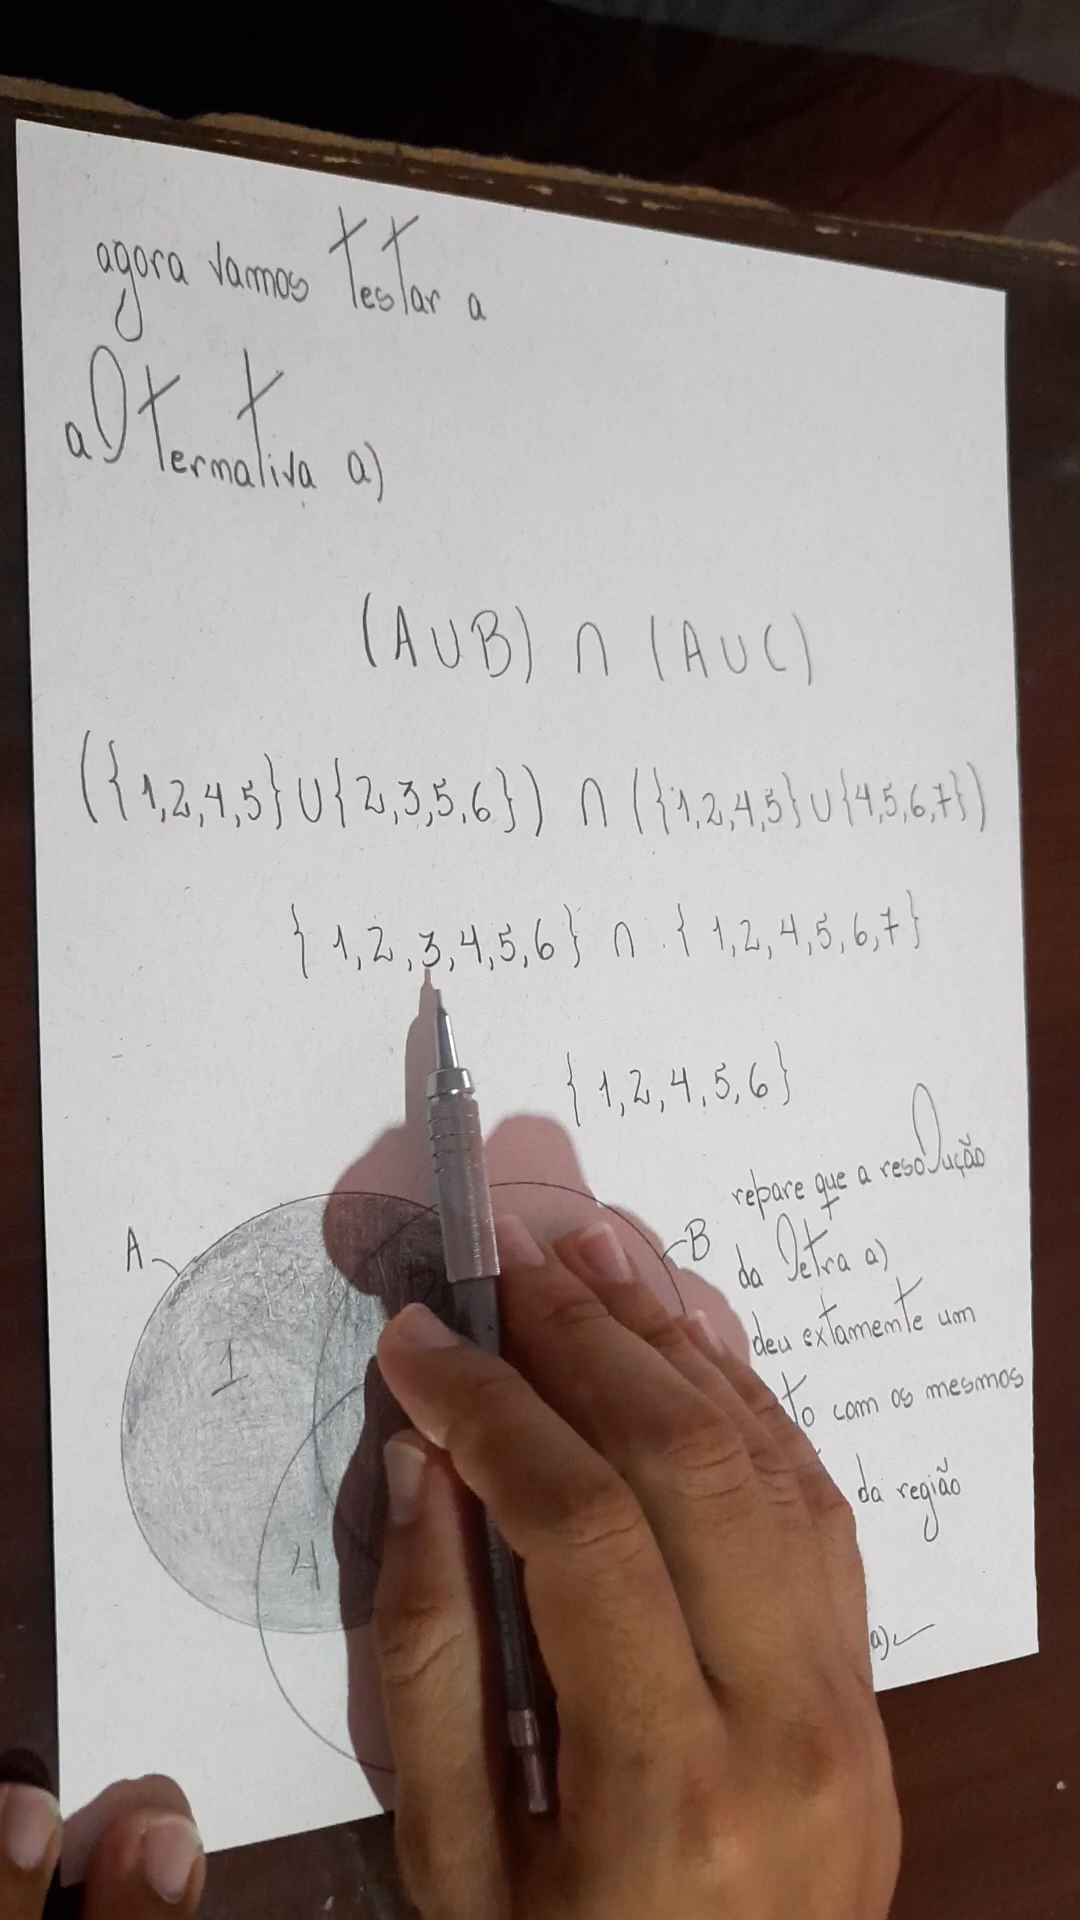 agora vamos testar a
alternativa a)
(A∪B) ∩ (A∪C)
({1,2,4,5}∪{2,3,5,6}) ∩ ({1,2,4,5}∪{4,5,6,7})
{1,2,3,4,5,6} ∩ {1,2,4,5,6,7}
{1,2,4,5,6}
repare que a resolução
da letra a)
deu extamente um
to com os mesmos
da região
a)
A
B
1
2
4